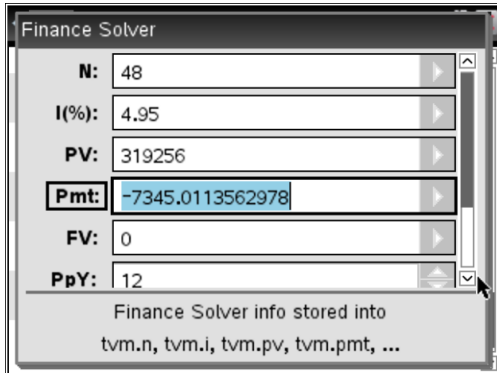 Finance Solver
N: 48
I(%): 4.95
PV: 319256
Pmt: -7345.0113562978
FV: 0
PpY: 12
Finance Solver info stored into
tvm.n, tvm.i, tvm.pv, tvm.pmt, ...